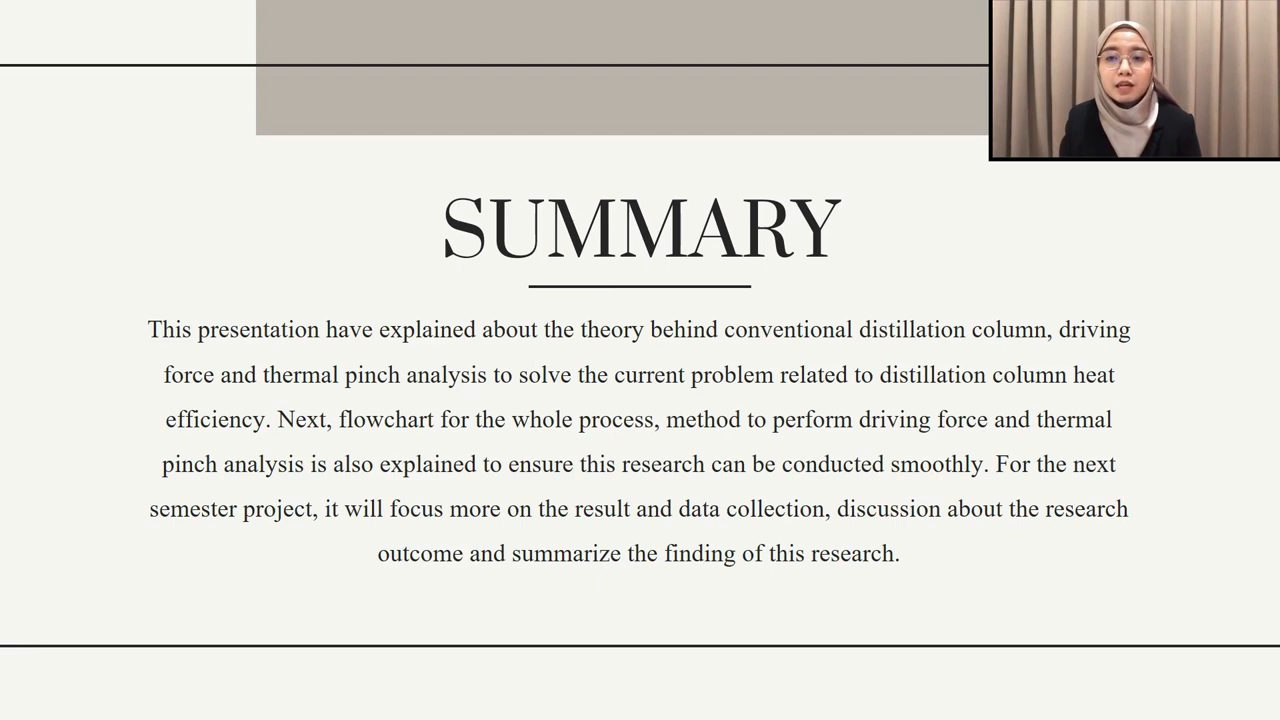 SUMMARY
This presentation have explained about the theory behind conventional distillation column, driving
force and thermal pinch analysis to solve the current problem related to distillation column heat
efficiency. Next, flowchart for the whole process, method to perform driving force and thermal
pinch analysis is also explained to ensure this research can be conducted smoothly. For the next
semester project, it will focus more on the result and data collection, discussion about the research
outcome and summarize the finding of this research.